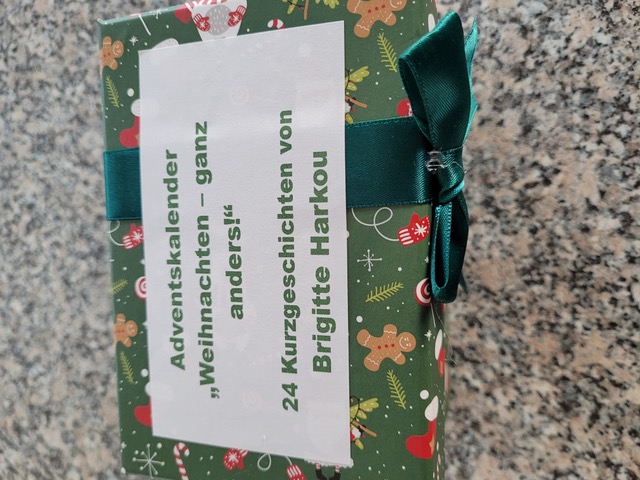 Adventskalender
„Weihnachten – ganz
anders!“
24 Kurzgeschichten von
Brigitte Harkou